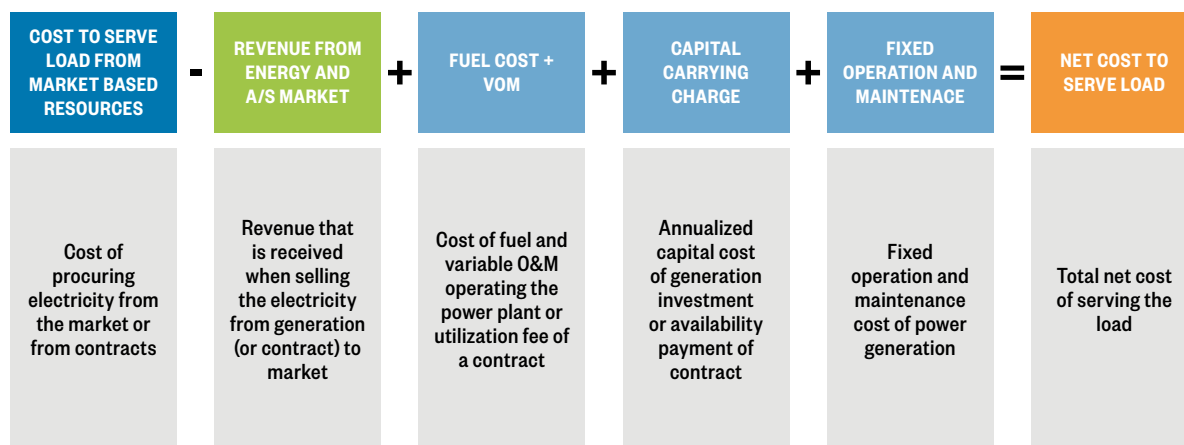 COST TO SERVE
LOAD FROM
MARKET BASED
RESOURCES
-
REVENUE FROM
ENERGY AND
A/S MARKET
+
FUEL COST +
VOM
+
CAPITAL
CARRYING
CHARGE
+
FIXED
OPERATION AND
MAINTENACE
=
NET COST TO
SERVE LOAD
Cost of
procuring
electricity from
the market or
from contracts
Revenue that
is received
when selling
the electricity
from generation
(or contract) to
market
Cost of fuel and
variable O&M
operating the
power plant or
utilization fee of
a contract
Annualized
capital cost
of generation
investment
or availability
payment of
contract
Fixed
operation and
maintenance
cost of power
generation
Total net cost
of serving the
load